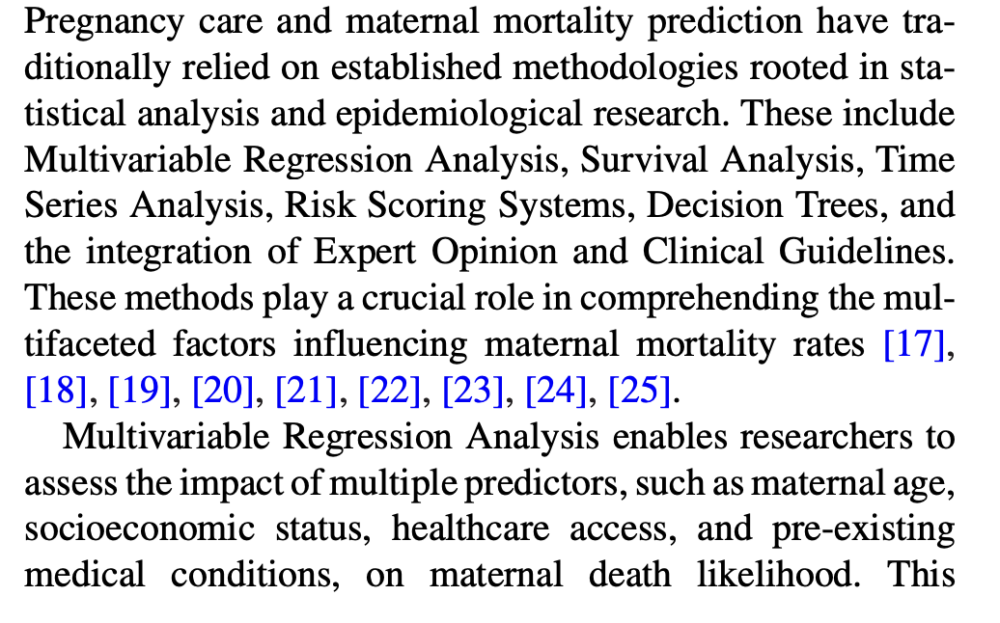 Pregnancy care and maternal mortality prediction have tra-
ditionally relied on established methodologies rooted in sta-
tistical analysis and epidemiological research. These include
Multivariable Regression Analysis, Survival Analysis, Time
Series Analysis, Risk Scoring Systems, Decision Trees, and
the integration of Expert Opinion and Clinical Guidelines.
These methods play a crucial role in comprehending the mul-
tifaceted factors influencing maternal mortality rates [17],
[18], [19], [20], [21], [22], [23], [24], [25].
Multivariable Regression Analysis enables researchers to
assess the impact of multiple predictors, such as maternal age,
socioeconomic status, healthcare access, and pre-existing
medical conditions, on maternal death likelihood. This